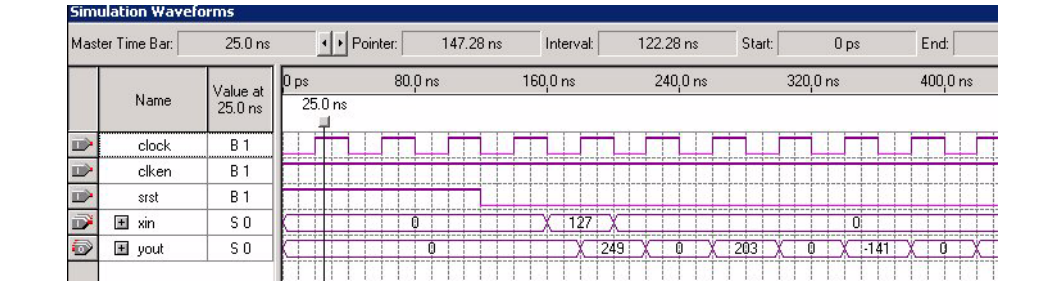 Simulation Waveforms
Master Time Bar: 25.0 ns Pointer: 147.28 ns Interval: 122.28 ns Start: 0 ps End:
Name Value at 25.0 ns 0 ps 80.0 ns 160.0 ns 240.0 ns 320.0 ns 400.0 ns
25.0 ns
clock B 1
clken B 1
srst B 1
xin S 0 0 127 0
yout S 0 0 249 0 203 0 -141 0